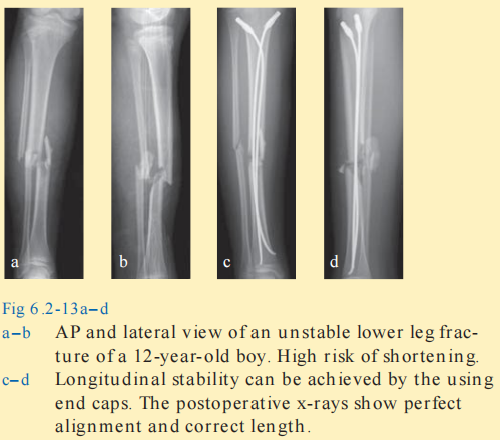 a
b
c
d
Fig 6.2-13a–d
a–b AP and lateral view of an unstable lower leg frac-
ture of a 12-year-old boy. High risk of shortening.
c–d Longitudinal stability can be achieved by the using
end caps. The postoperative x-rays show perfect
alignment and correct length.